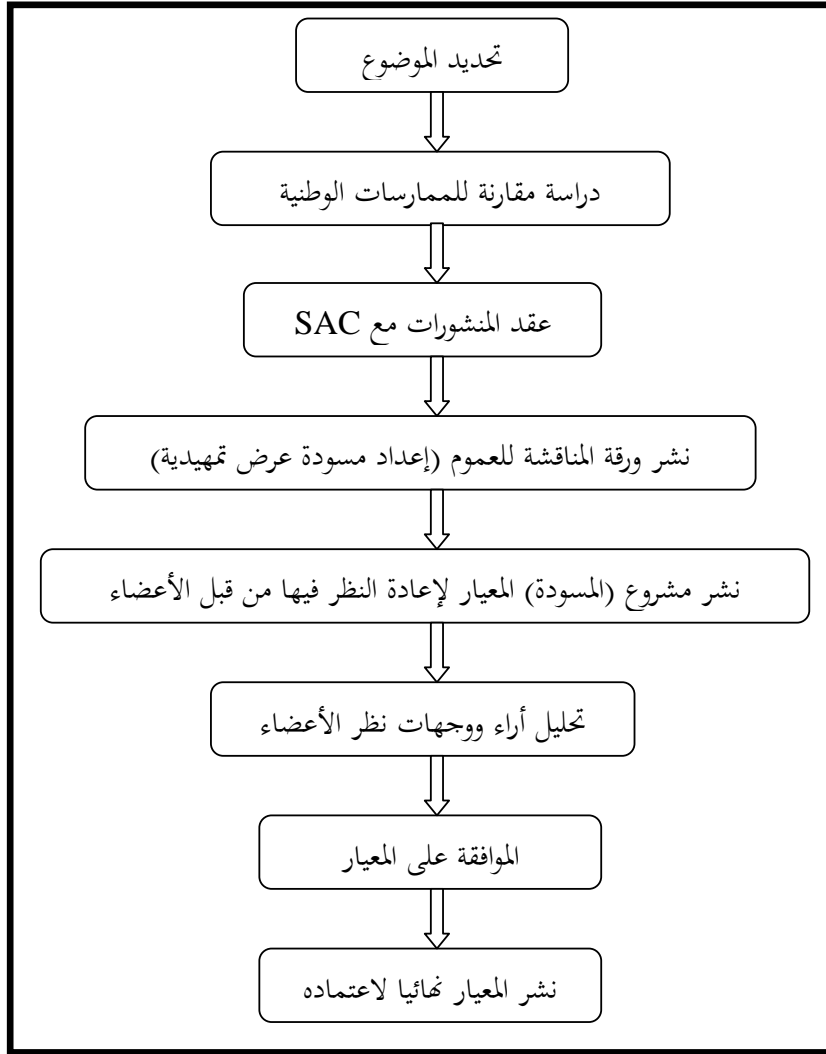 تحديد الموضوع
دراسة مقارنة للممارسات الوطنية
عقد المنشورات مع SAC
نشر ورقة المناقشة للعموم (إعداد مسودة عرض تمهيدية)
نشر مشروع (المسودة) المعيار لإعادة النظر فيها من قبل الأعضاء
تحليل أراء ووجهات نظر الأعضاء
الموافقة على المعيار
نشر المعيار نهائيا لاعتماده